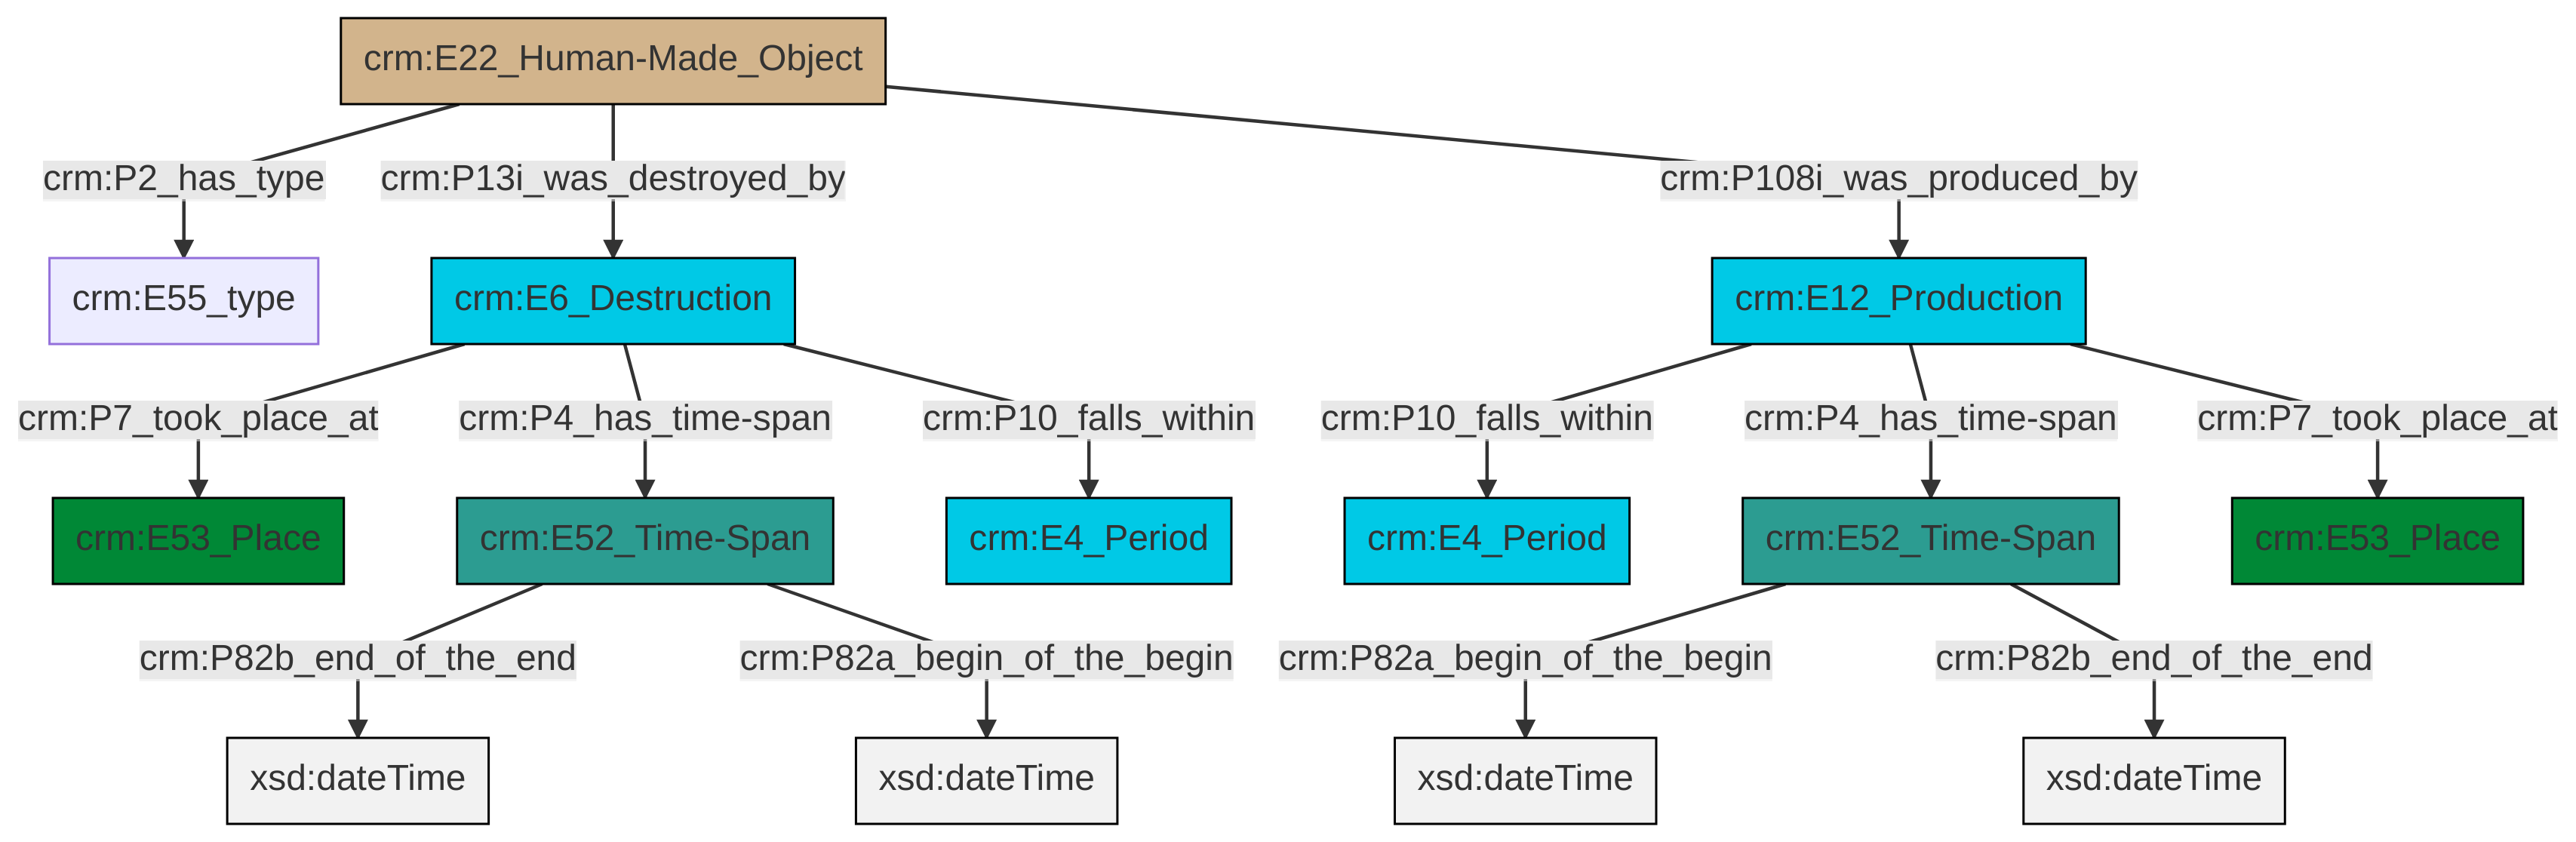 crm:E22_Human-Made_Object
crm:P2_has_type
crm:P13i_was_destroyed_by
crm:P108i_was_produced_by
crm:E55_type
crm:E6_Destruction
crm:E12_Production
crm:P7_took_place_at
crm:P4_has_time-span
crm:P10_falls_within
crm:P10_falls_within
crm:P4_has_time-span
crm:P7_took_place_at
crm:E53_Place
crm:E52_Time-Span
crm:E4_Period
crm:E4_Period
crm:E52_Time-Span
crm:E53_Place
crm:P82b_end_of_the_end
crm:P82a_begin_of_the_begin
crm:P82a_begin_of_the_begin
crm:P82b_end_of_the_end
xsd:dateTime
xsd:dateTime
xsd:dateTime
xsd:dateTime